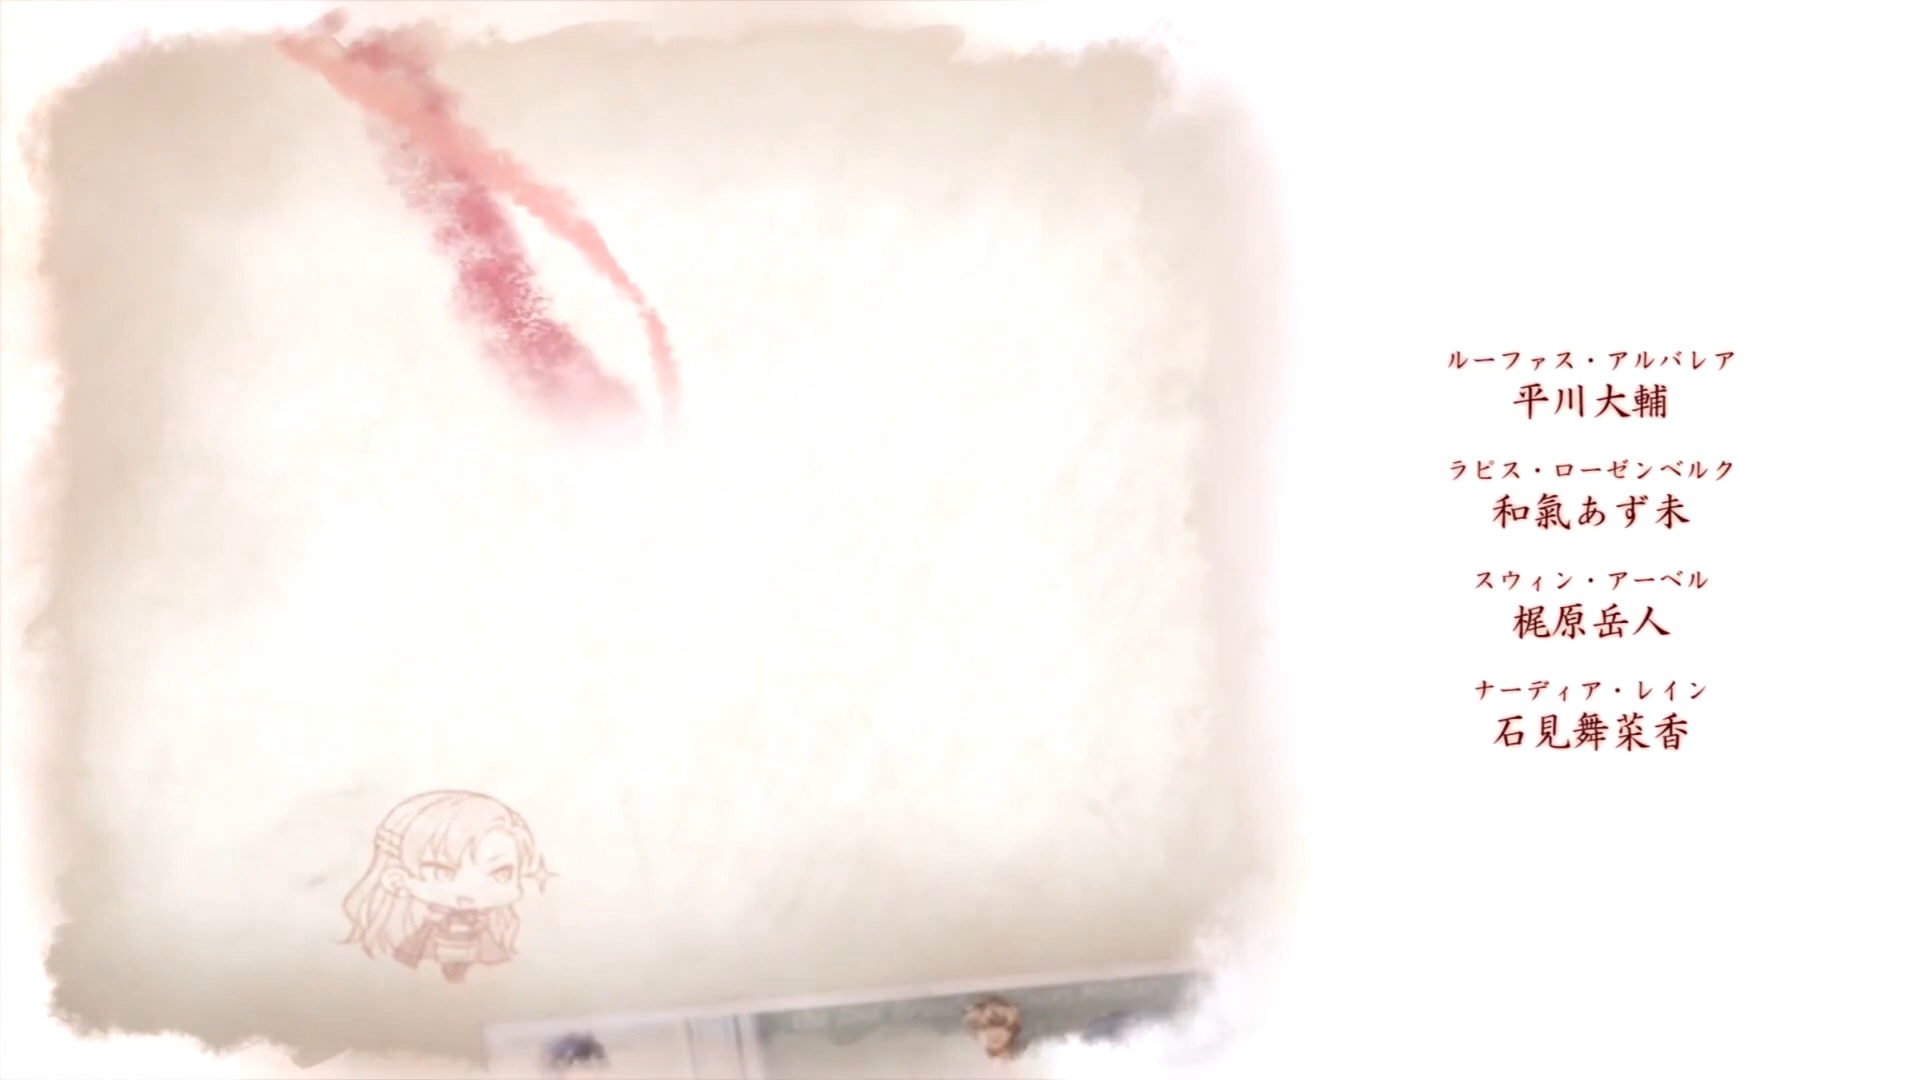 ルーファス・アルバレア
平川大輔
ラピス・ローゼンベルク
和氣あず未
スウィン・アーベル
梶原岳人
ナーディア・レイン
石見舞菜香